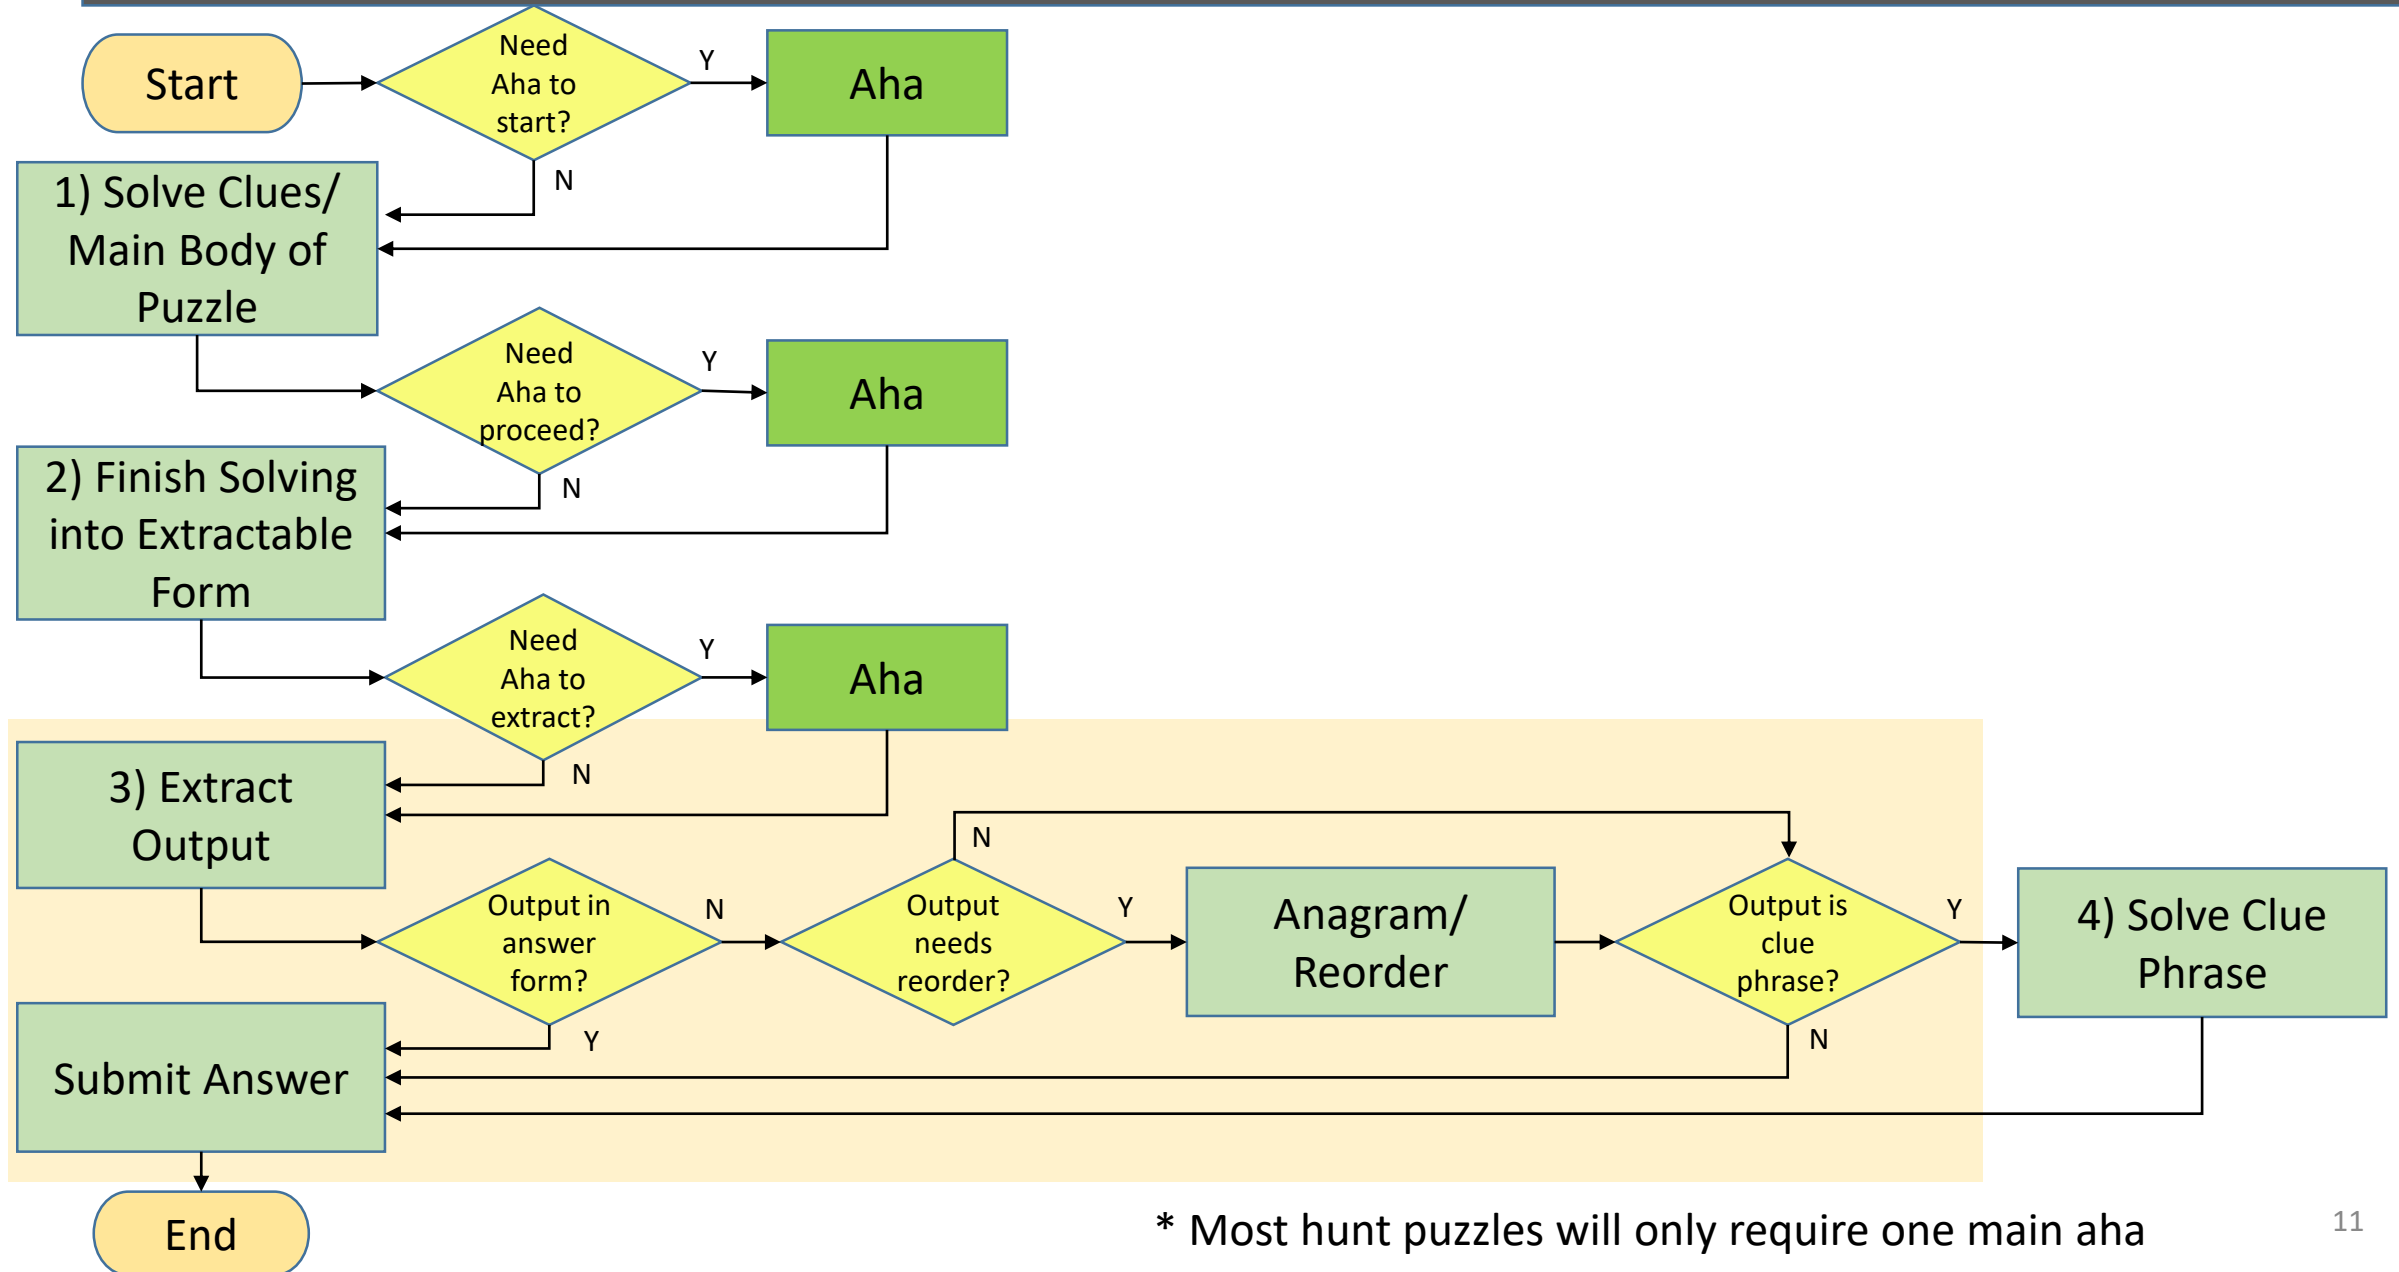 Start
Need
Aha to
start?
Y
Aha
N
1) Solve Clues/
Main Body of
Puzzle
Need
Aha to
proceed?
Y
Aha
N
2) Finish Solving
into Extractable
Form
Need
Aha to
extract?
Y
Aha
N
3) Extract
Output
Output in
answer
form?
N
Y
Output
needs
reorder?
N
Y
Anagram/
Reorder
Output is
clue
phrase?
Y
N
4) Solve Clue
Phrase
Submit Answer
End
* Most hunt puzzles will only require one main aha
11